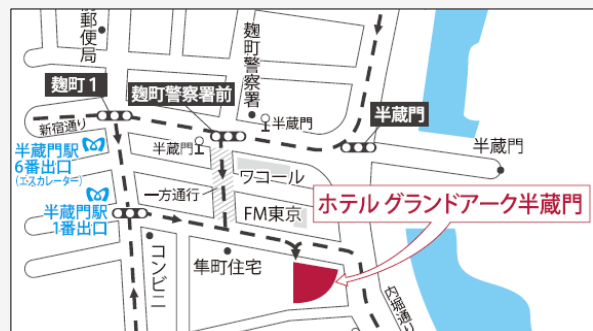 郵便局
麹町警察署
麹町1
麹町警察署前
半蔵門
新宿通り
半蔵門
半蔵門
半蔵門
半蔵門駅
6番出口
(エスカレーター)
ワコール
一方通行
半蔵門駅
1番出口
FM東京
ホテル グランドアーク半蔵門
コンビニ
隼町住宅
内堀通り